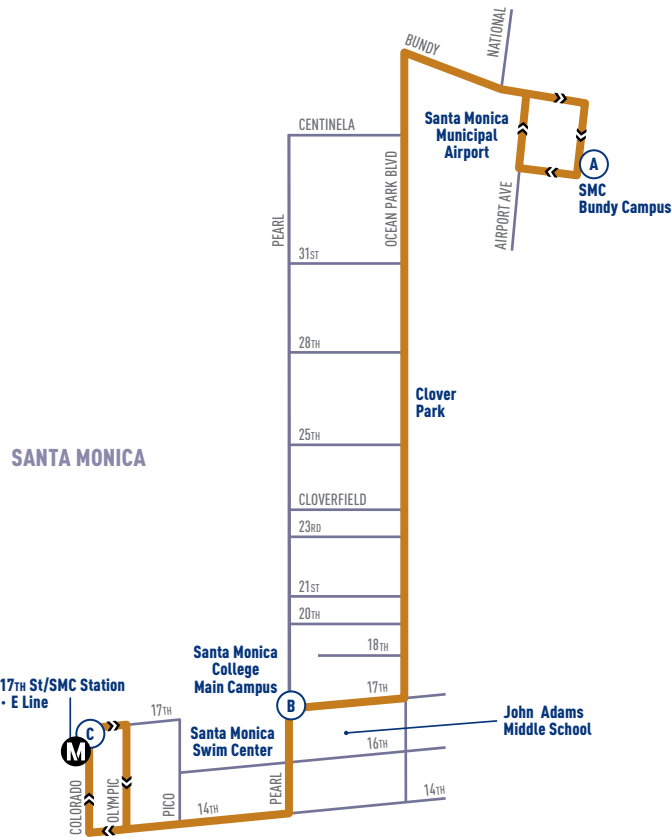 NATIONAL
BUNDY
Santa Monica
Municipal
Airport
CENTINELA
OCEAN PARK BLVD
A
SMC
Bundy Campus
AIRPORT AVE
PEARL
31ST
28TH
Clover
Park
25TH
SANTA MONICA
CLOVERFIELD
23RD
21ST
20TH
18TH
Santa Monica
College
Main Campus
17TH
17TH St/SMC Station
• E Line
B
17TH
John Adams
Middle School
C
M
Santa Monica
Swim Center
16TH
COLORADO
OLYMPIC
PICO
PEARL
14TH
14TH